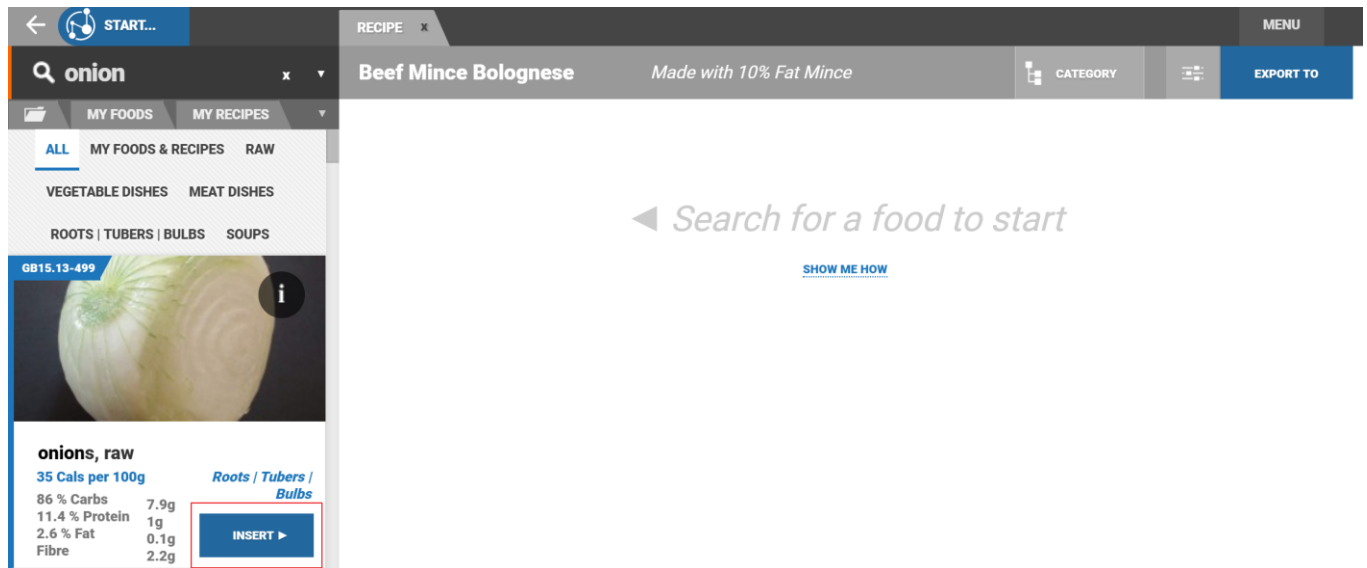 START...
RECIPE x
MENU
onion x
Beef Mince Bolognese
Made with 10% Fat Mince
CATEGORY
EXPORT TO
MY FOODS
MY RECIPES
ALL
MY FOODS & RECIPES
RAW
VEGETABLE DISHES
MEAT DISHES
ROOTS | TUBERS | BULBS
SOUPS
GB15.13-499
i
◄ Search for a food to start
SHOW ME HOW
onions, raw
35 Cals per 100g
Roots / Tubers /
Bulbs
86 % Carbs 7.9g
11.4 % Protein 1g
2.6 % Fat 0.1g
Fibre 2.2g
INSERT ►